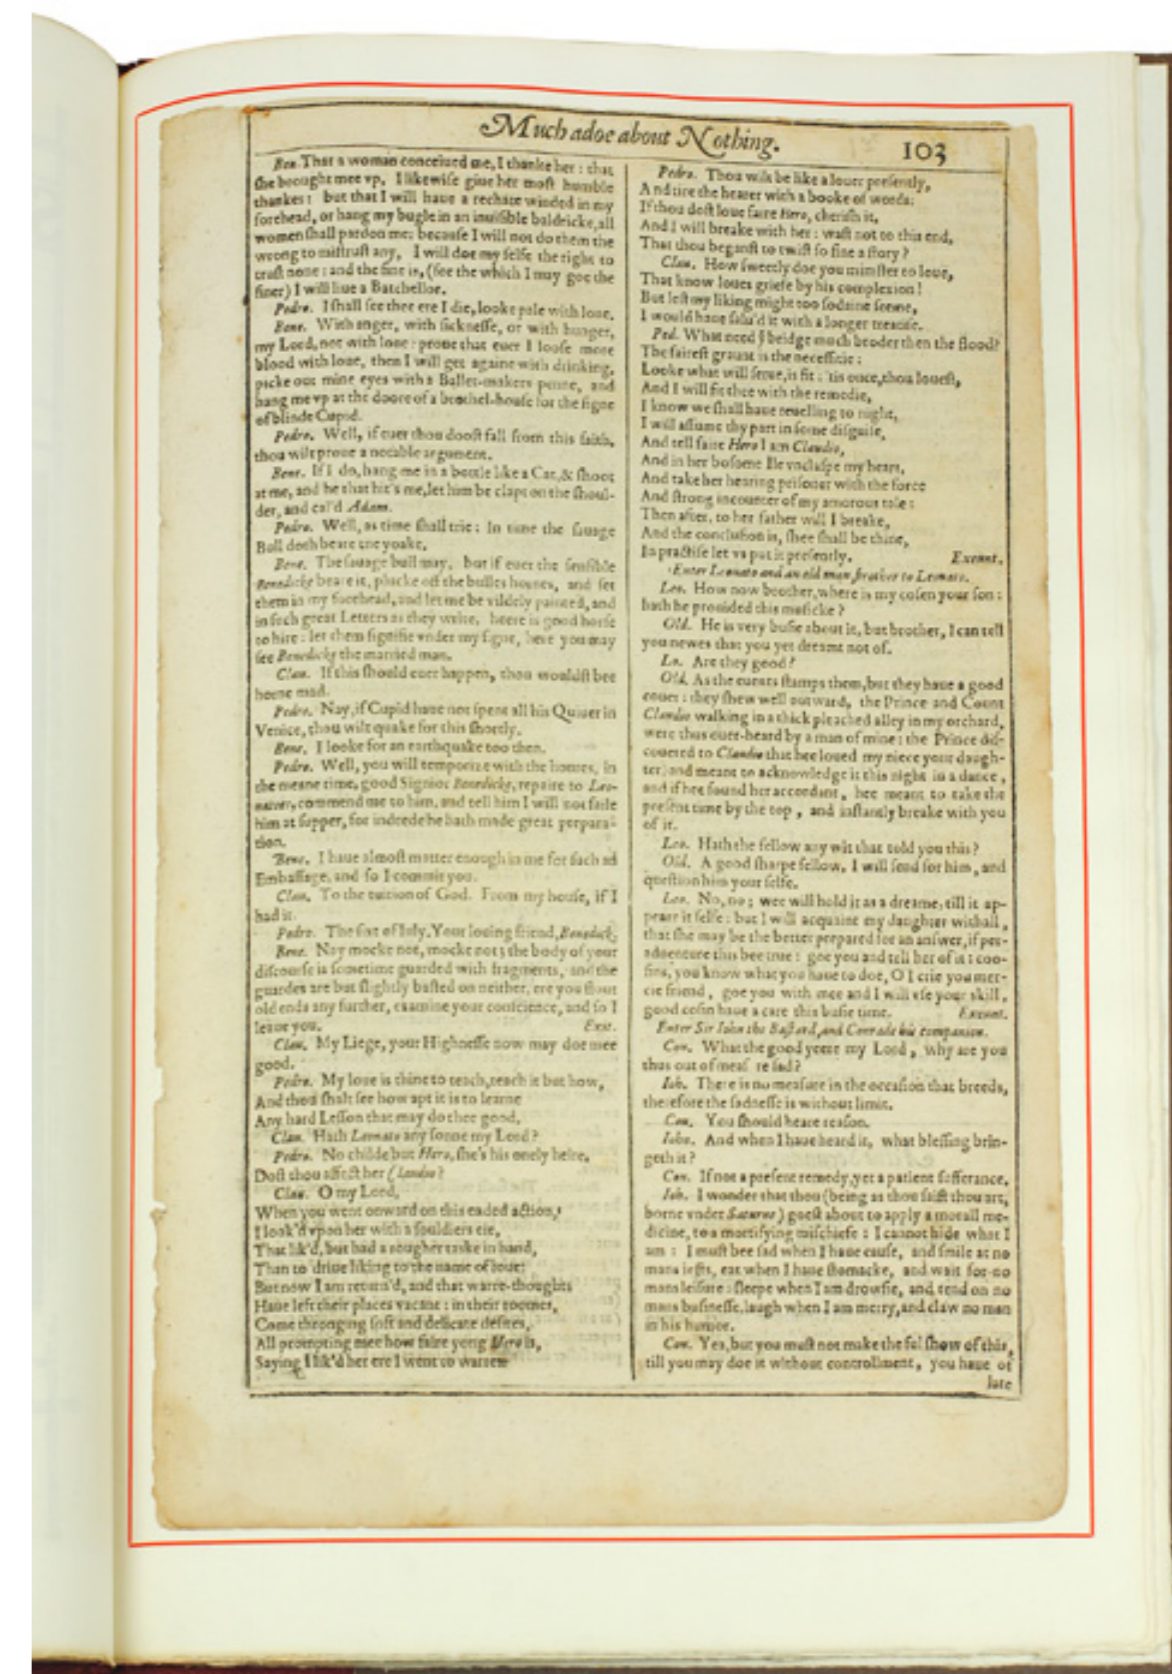 Much adoe about Nothing.
103
Ben. That a woman conceiued me, I thanke her: that
she brought mee vp, I likewise giue her most humble
thankes: but that I will haue a rechate winded in my
forehead, or hang my bugle in an inuisible baldricke, all
women shall pardon me: because I will not do them the
wrong to mistrust any, I will doe my selfe the right to
trust none: and the fine is, (for the which I may goe the
finer) I will liue a Batchellor.
Pedro. I shall see thee ere I die, looke pale with loue.
Bene. With anger, with sicknesse, or with hunger,
my Lord, not with loue: proue that euer I loose more
blood with loue, then I will get againe with drinking,
picke out mine eyes with a Ballet-makers penne, and
hang me vp at the doore of a brothel-house for the signe
of blinde Cupid.
Pedro. Well, if euer thou doost fall from this faith,
thou wilt proue a notable argument.
Bene. If I do, hang me in a bottle like a Cat, & shoot
at me, and he that hit's me, let him be clapt on the shoul-
der, and cal'd Adam.
Pedro. Well, as time shall trie: In time the sauage
Bull doth beare the yoake.
Bene. The sauage bull may, but if euer the sensible
Benedicke beare it, plucke off the bulles hornes, and set
them in my forehead, and let me be vildely painted, and
in such great Letters as they write, heere is good horse
to hire: let them signifie vnder my signe, here you may
see Benedicke the married man.
Clau. If this should euer happen, thou wouldst bee
horne mad.
Pedro. Nay, if Cupid haue not spent all his Quiuer in
Venice, thou wilt quake for this shortly.
Bene. I looke for an earthquake too then.
Pedro. Well, you will temporize with the houres, in
the meane time, good Signior Benedicke, repaire to Leo-
natoes, commend me to him, and tell him I will not faile
him at supper, for indeede he hath made great prepara-
tion.
Bene. I haue almost matter enough in me for such an
Embassage, and so I commit you.
Clau. To the tuition of God. From my house, if I
had it.
Pedro. The sixt of Iuly. Your louing friend, Benedick.
Bene. Nay mocke not, mocke not; the body of your
discourse is sometime guarded with fragments, and the
guardes are but slightly basted on neither, ere you flout
old ends any further, examine your conscience, and so I
leaue you. Exit.
Clau. My Liege, your Highnesse now may doe mee
good.
Pedro. My loue is thine to teach, teach it but how,
And thou shalt see how apt it is to learne
Any hard Lesson that may do thee good.
Clau. Hath Leonato any sonne my Lord?
Pedro. No childe but Hero, she's his onely heire.
Dost thou affect her Claudio?
Clau. O my Lord,
When you went onward on this ended action,
I look'd vpon her with a souldiers eie,
That lik'd, but had a rougher taske in hand,
Than to driue liking to the name of loue:
But now I am return'd, and that warre-thoughts
Haue left their places vacant: in their roomes,
Come thronging soft and delicate desires,
All prompting mee how faire yong Hero is,
Saying I lik'd her ere I went to warres.
Pedro. Thou wilt be like a louer presently,
And tire the hearer with a booke of words:
If thou dost loue faire Hero, cherish it,
And I will breake with her: wast not to this end,
That thou beganst to twist so fine a story?
Clau. How sweetly doe you minister to loue,
That know loues griefe by his complexion!
But lest my liking might too sodaine seeme,
I would haue salu'd it with a longer treatise.
Ped. What need ye bridge much broder then the flood?
The fairest graunt is the necessitie:
Looke what will serue, is fit: 'tis once, thou louest,
And I will fit thee with the remedie,
I know we shall haue reuelling to night,
I will assume thy part in some disguise,
And tell faire Hero I am Claudio,
And in her bosome Ile vnclaspe my heart,
And take her hearing prisoner with the force
And strong incounter of my amorous tale:
Then after, to her father will I breake,
And the conclusion is, shee shall be thine,
In practise let vs put it presently. Exeunt.
Enter Leonato and an old man, brother to Leonato.
Leo. How now brother, where is my cosen your son:
hath he prouided this musicke?
Old. He is very busie about it, but brother, I can tell
you newes that you yet dreamt not of.
Lo. Are they good?
Old. As the euents stamps them, but they haue a good
couer: they shew well outward, the Prince and Count
Claudio walking in a thick pleached alley in my orchard,
were thus ouer-heard by a man of mine: the Prince dis-
couered to Claudio that hee loued my niece your daugh-
ter, and meant to acknowledge it this night in a dance,
and if hee found her accordant, hee meant to take the
present time by the top, and instantly breake with you
of it.
Leo. Hath the fellow any wit that told you this?
Old. A good sharpe fellow, I will send for him, and
question him your selfe.
Leo. No, no; wee will hold it as a dreame, till it ap-
peare it selfe: but I will acquaint my daughter withall,
that she may be the better prepared for an answer, if per-
aduenture this bee true: goe you and tell her of it: coo-
sins, you know what you haue to doe, O I crie you mer-
cie friend, goe you with mee and I will vse your skill,
good cosin haue a care this busie time. Exeunt.
Enter Sir Iohn the Bastard, and Conrade his companion.
Con. What the good yeere my Lord, why are you
thus out of meas re sad?
Ioh. There is no measure in the occasion that breeds,
therefore the sadnesse is without limit.
Con. You should heare reason.
Iohn. And when I haue heard it, what blessing brin-
geth it?
Con. If not a present remedy, yet a patient sufferance.
Ioh. I wonder that thou (being as thou saist thou art,
borne vnder Saturne) goest about to apply a morall me-
dicine, to a mortifying mischiefe: I cannot hide what I
am: I must bee sad when I haue cause, and smile at no
mans iests, eat when I haue stomacke, and wait for no
mans leisure: sleepe when I am drowsie, and tend on no
mans businesse, laugh when I am merry, and claw no man
in his humor.
Con. Yea, but you must not make the ful show of this,
till you may doe it without controllment, you haue of
late